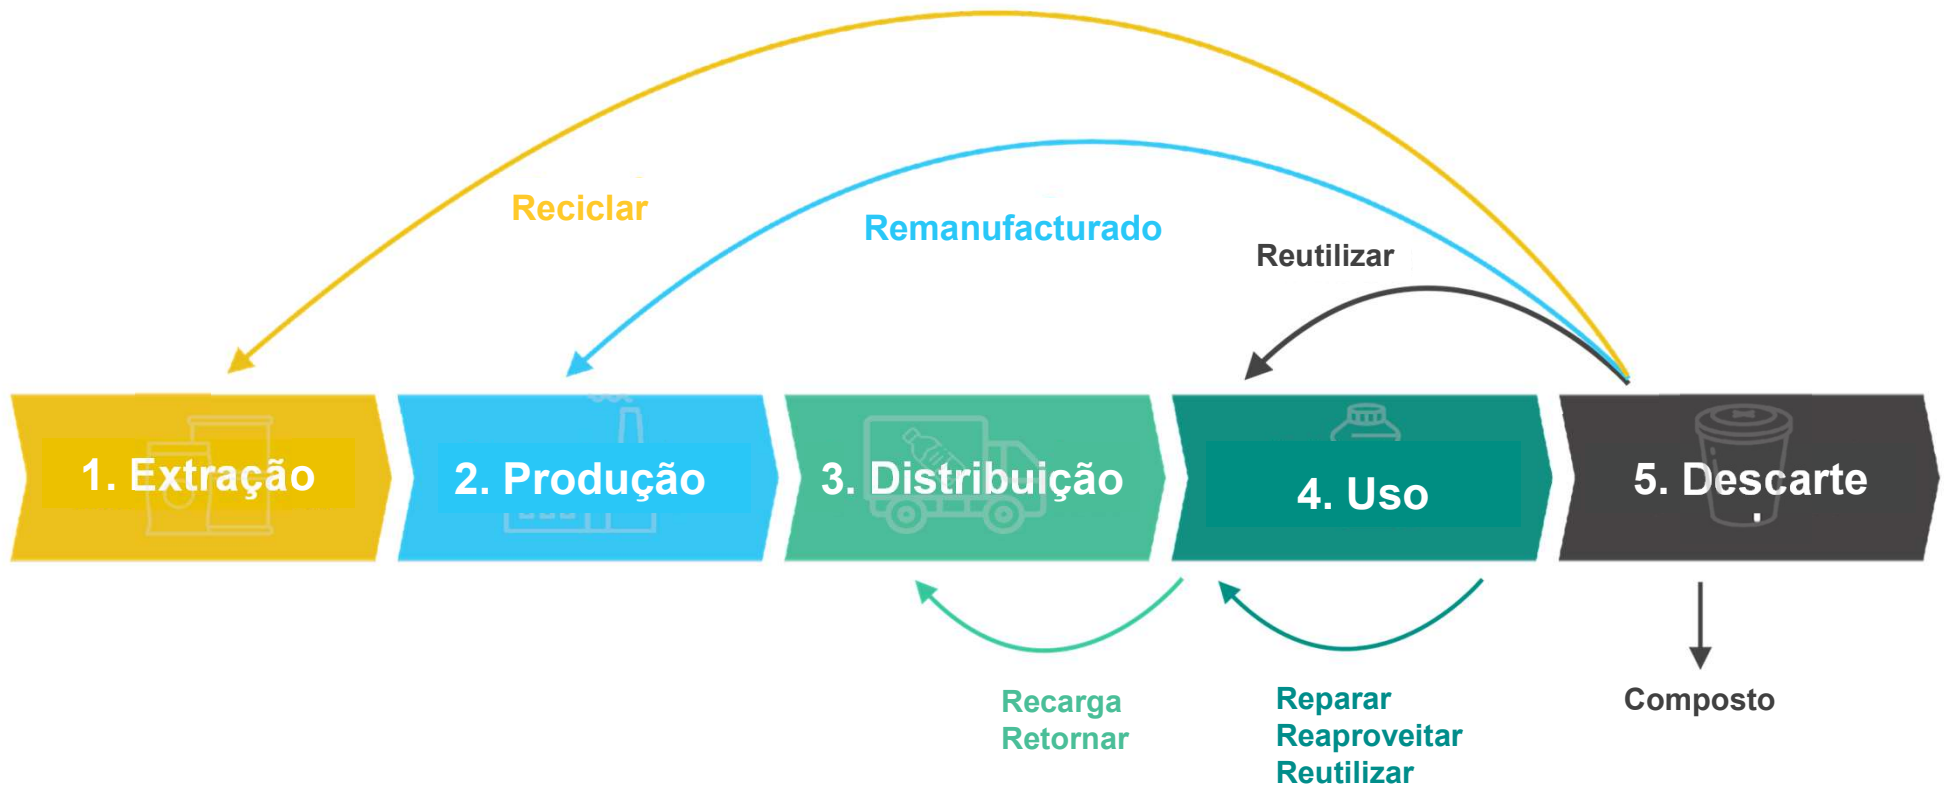 Reciclar
Remanufacturado
Reutilizar
1. Extração
2. Produção
3. Distribuição
4. Uso
5. Descarte
Recarga
Retornar
Reparar
Reaproveitar
Reutilizar
Composto